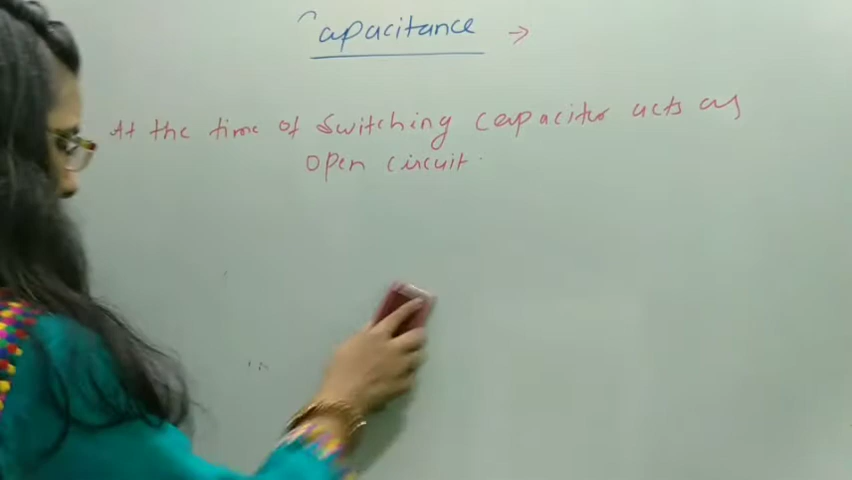 Capacitance →
At the time of Switching capacitor acts as
open circuit.